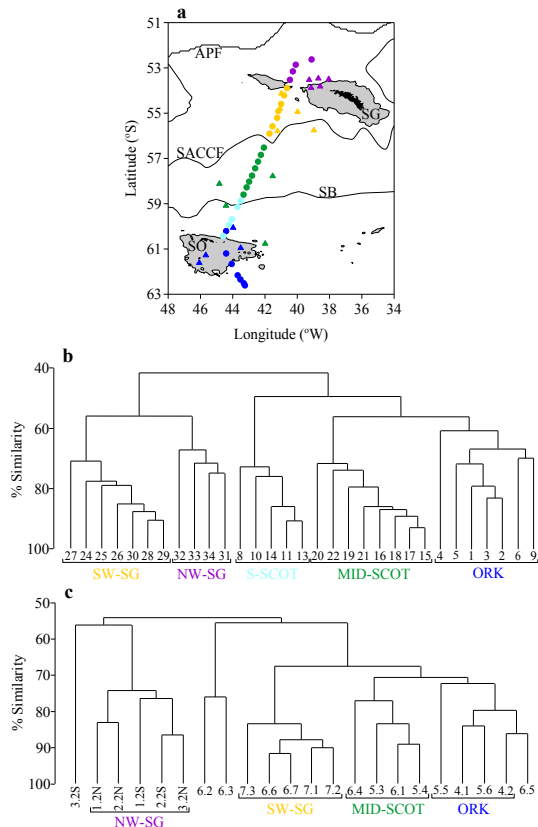 a
51
53
55
57
59
61
63
Latitude (°S)
APF
SG
SACCF
SB
SO
48 46 44 42 40 38 36 34
Longitude (°W)
b
40
60
80
100
% Similarity
27 24 25 26 30 28 29 32 33 34 31 8 10 14 11 13 20 22 19 21 16 18 17 15 4 5 1 3 2 6 9
SW-SG NW-SG S-SCOT MID-SCOT ORK
c
50
60
70
80
90
100
% Similarity
3.2S 1.2N 2.2N 1.2S 2.2S 3.2N 6.2 6.3 7.3 6.6 6.7 7.1 7.2 6.4 5.3 6.1 5.4 5.5 4.1 5.6 4.2 6.5
NW-SG SW-SG MID-SCOT ORK